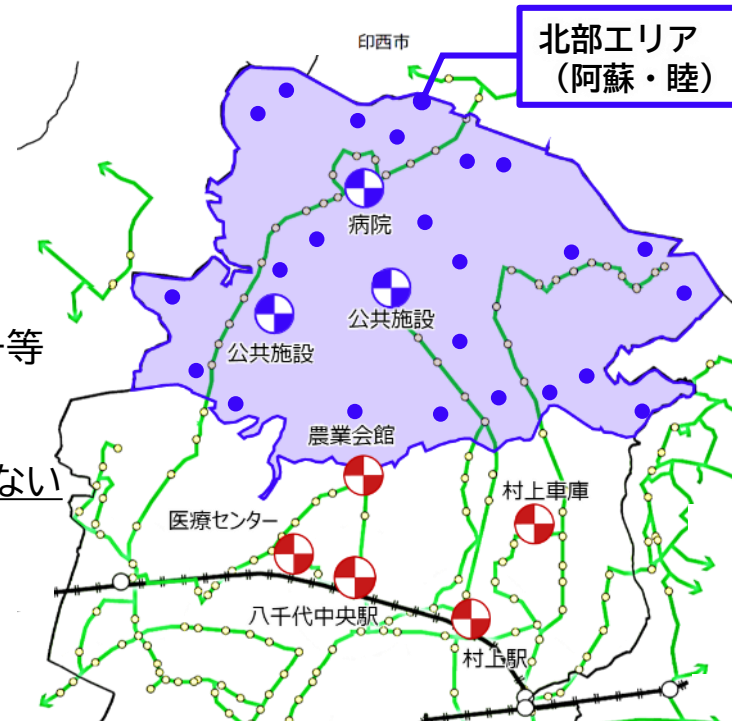 印西市
北部エリア
（阿蘇・睦）
病院
公共施設
公共施設
等
農業会館
ない
村上車庫
医療センター
八千代中央駅
村上駅